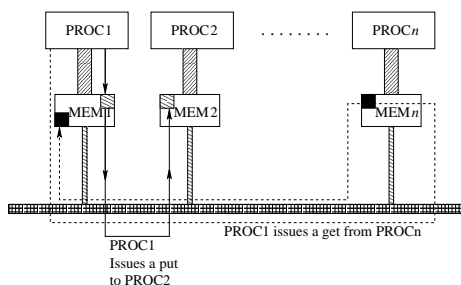 PROC1 PROC2 . . . . . . . . PROCn
MEM1 MEM2 MEMn
PROC1 issues a get from PROCn
PROC1
Issues a put
to PROC2